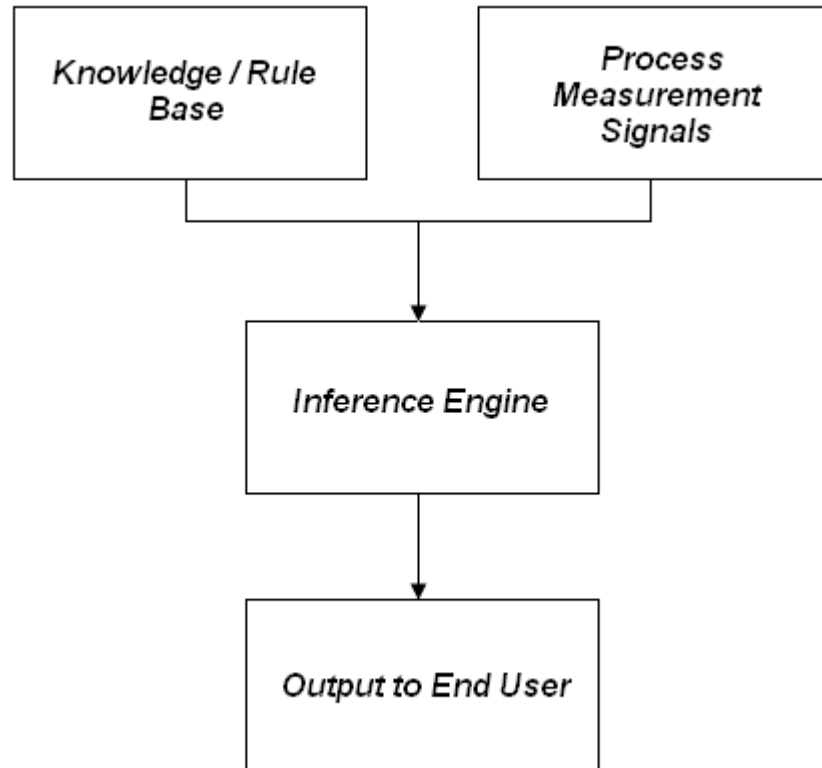 Knowledge / Rule
Base
Process
Measurement
Signals
Inference Engine
Output to End User